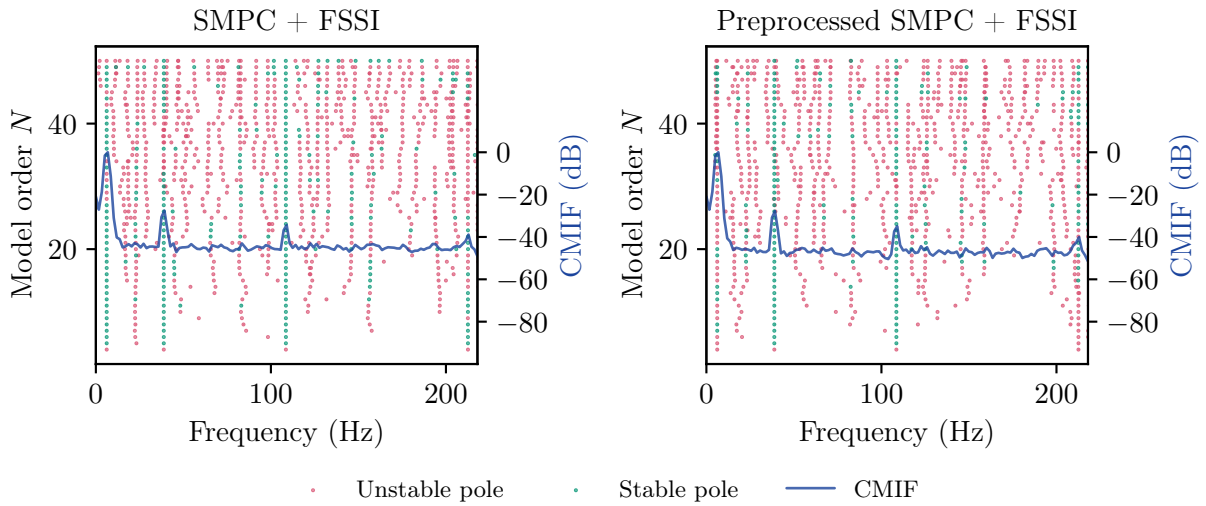 SMPC + FSSI
Model order N
40
20
0
−20
−40
−60
−80
CMIF (dB)
0
100
200
Frequency (Hz)
Preprocessed SMPC + FSSI
Model order N
40
20
0
−20
−40
−60
−80
CMIF (dB)
0
100
200
Frequency (Hz)
Unstable pole
Stable pole
CMIF